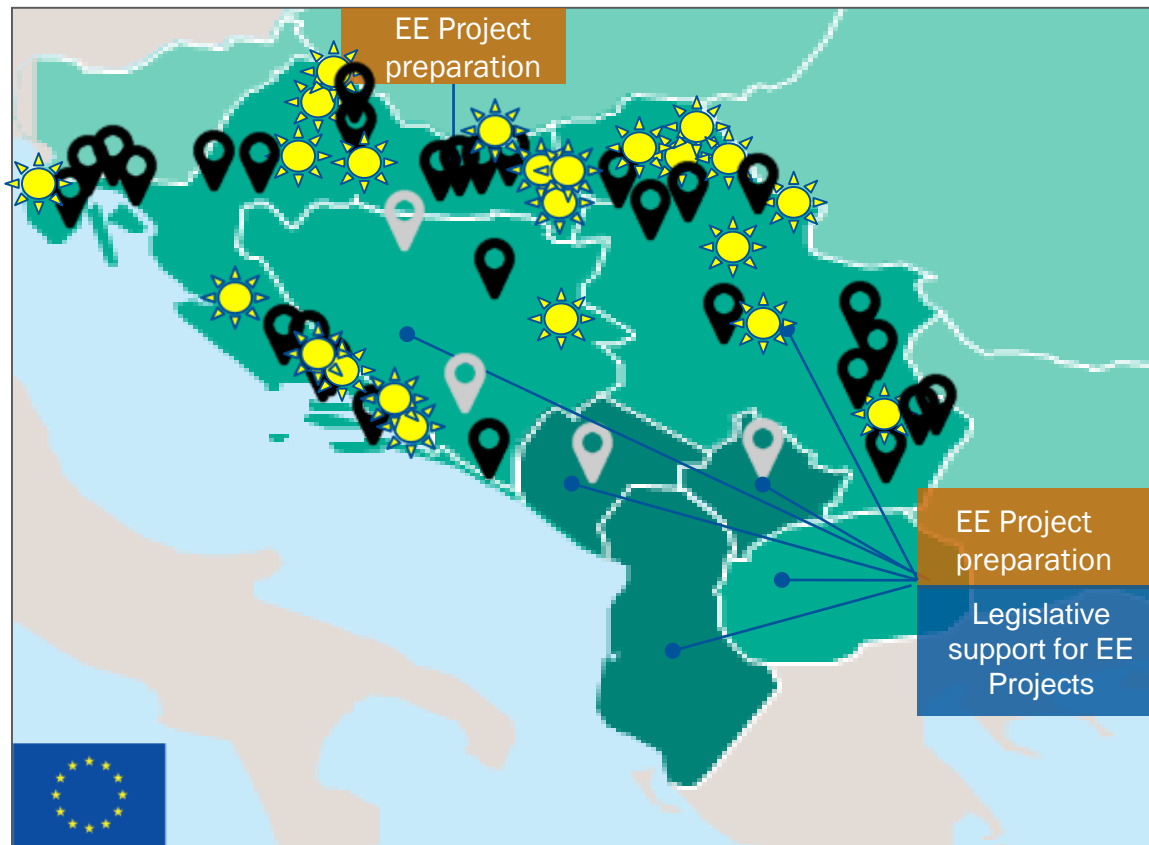 EE Project
preparation
EE Project
preparation
Legislative
support for EE
Projects